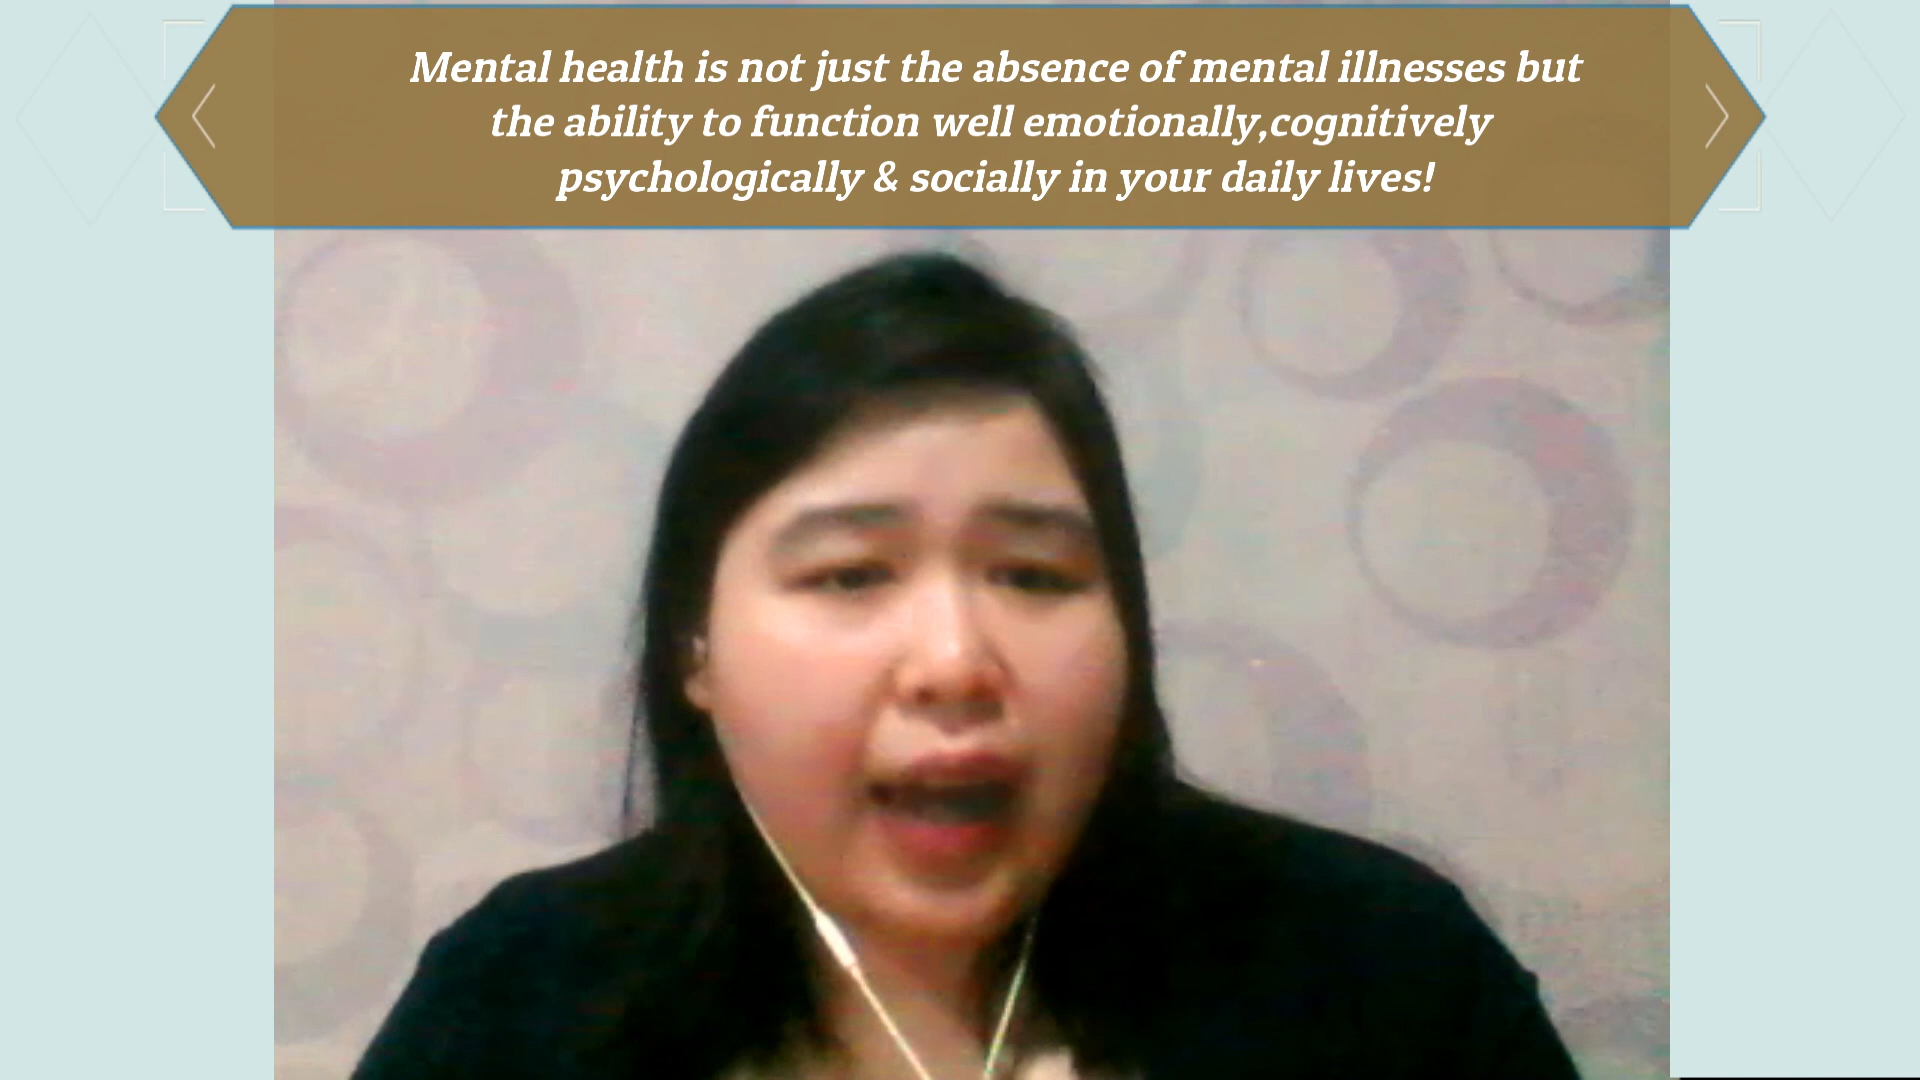 Mental health is not just the absence of mental illnesses but
the ability to function well emotionally,cognitively
psychologically & socially in your daily lives!